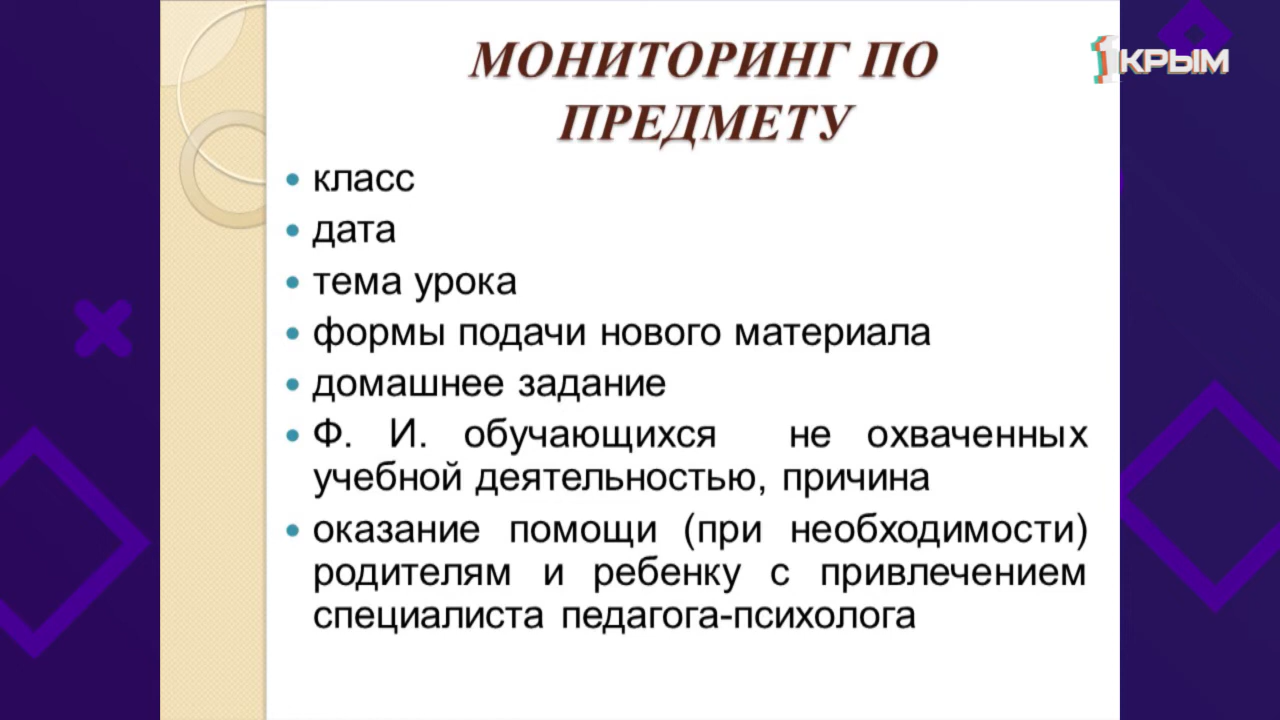 МОНИТОРИНГ ПО
ПРЕДМЕТУ
1КРЫМ
• класс
• дата
• тема урока
• формы подачи нового материала
• домашнее задание
• Ф. И. обучающихся не охваченных
учебной деятельностью, причина
• оказание помощи (при необходимости)
родителям и ребенку с привлечением
специалиста педагога-психолога